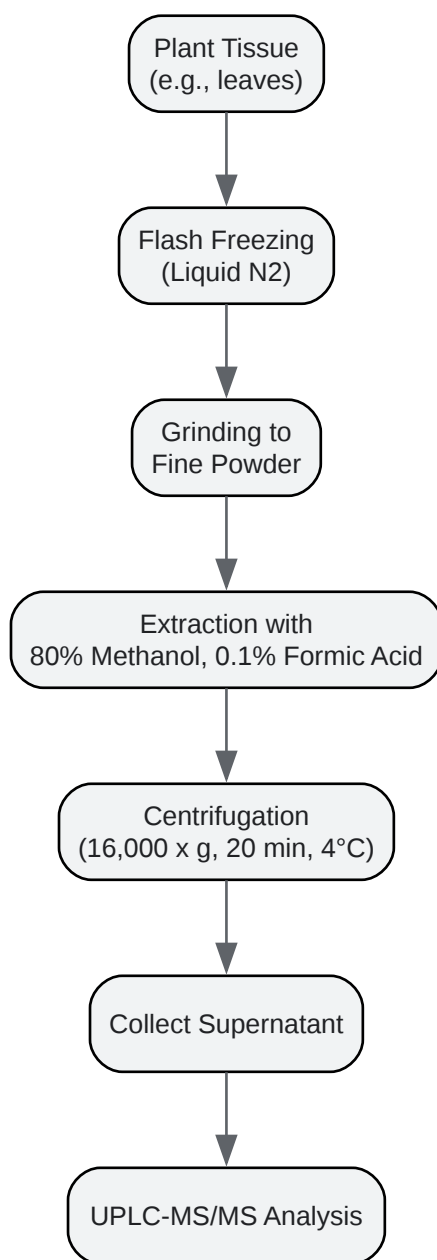 Plant Tissue
(e.g., leaves)
Flash Freezing
(Liquid N2)
Grinding to
Fine Powder
Extraction with
80% Methanol, 0.1% Formic Acid
Centrifugation
(16,000 x g, 20 min, 4°C)
Collect Supernatant
UPLC-MS/MS Analysis